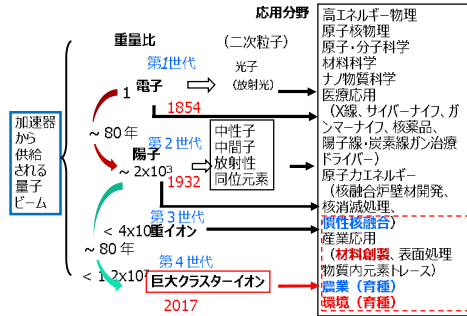 応用分野
重量比
(二次粒子)
第1世代
電子
光子
(放射光)
1
1854
加速器
から
供給
される
量子
ビーム
~ 80年
第２世代
陽子
~ 2x10³
1932
中性子
中間子
放射性
同位元素
第３世代
< 4x10⁵
重イオン
~ 80年
第４世代
< 1.2x10⁷
巨大クラスターイオン
2017
高エネルギー物理
原子核物理
原子・分子科学
材料科学
ナノ物質科学
医療応用
（X線、サイバーナイフ、ガ
ンマーナイフ、核薬品、
陽子線・炭素線ガン治療
ドライバー）
原子力エネルギー
（核融合炉壁材開発、
核消滅処理、
慣性核融合）
産業応用
（材料創製、表面処理
物質内元素トレース）
農業（育種）
環境（育種）